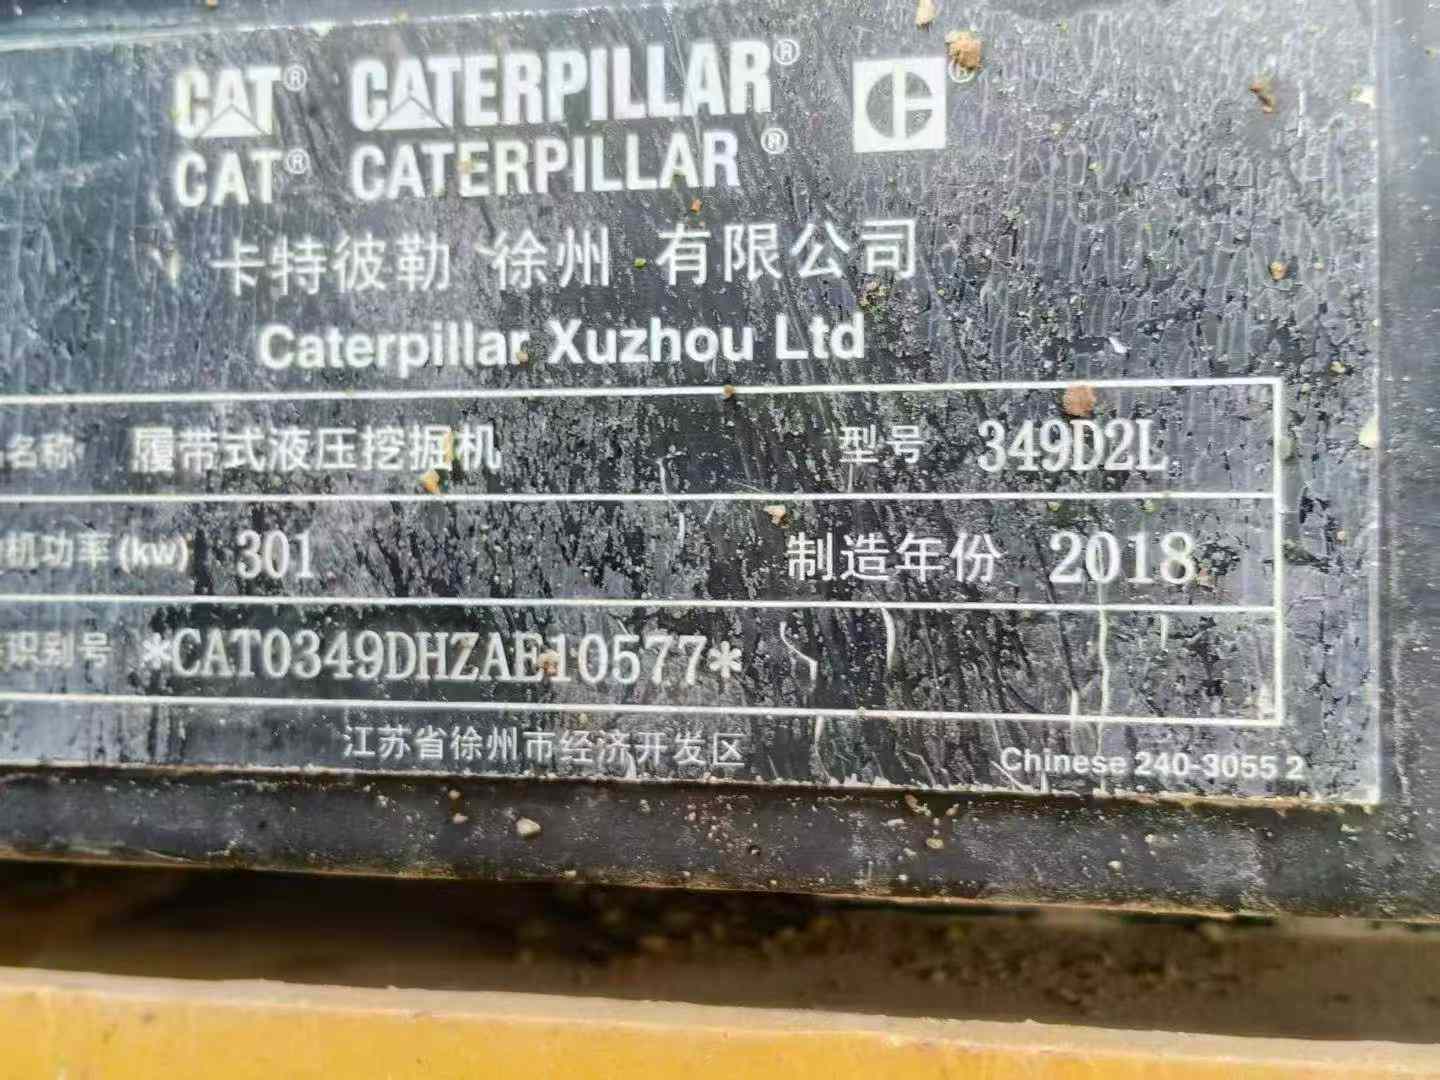 CAT® CATERPILLAR® CE®
CAT® CATERPILLAR®
卡特彼勒 徐州 有限公司
Caterpillar Xuzhou Ltd
名称 履带式液压挖掘机 型号 349D2L
机功率(kw) 301 制造年份 2018
识别号 *CAT0349DHZAE10577*
江苏省徐州市经济开发区 Chinese 240-3055 2